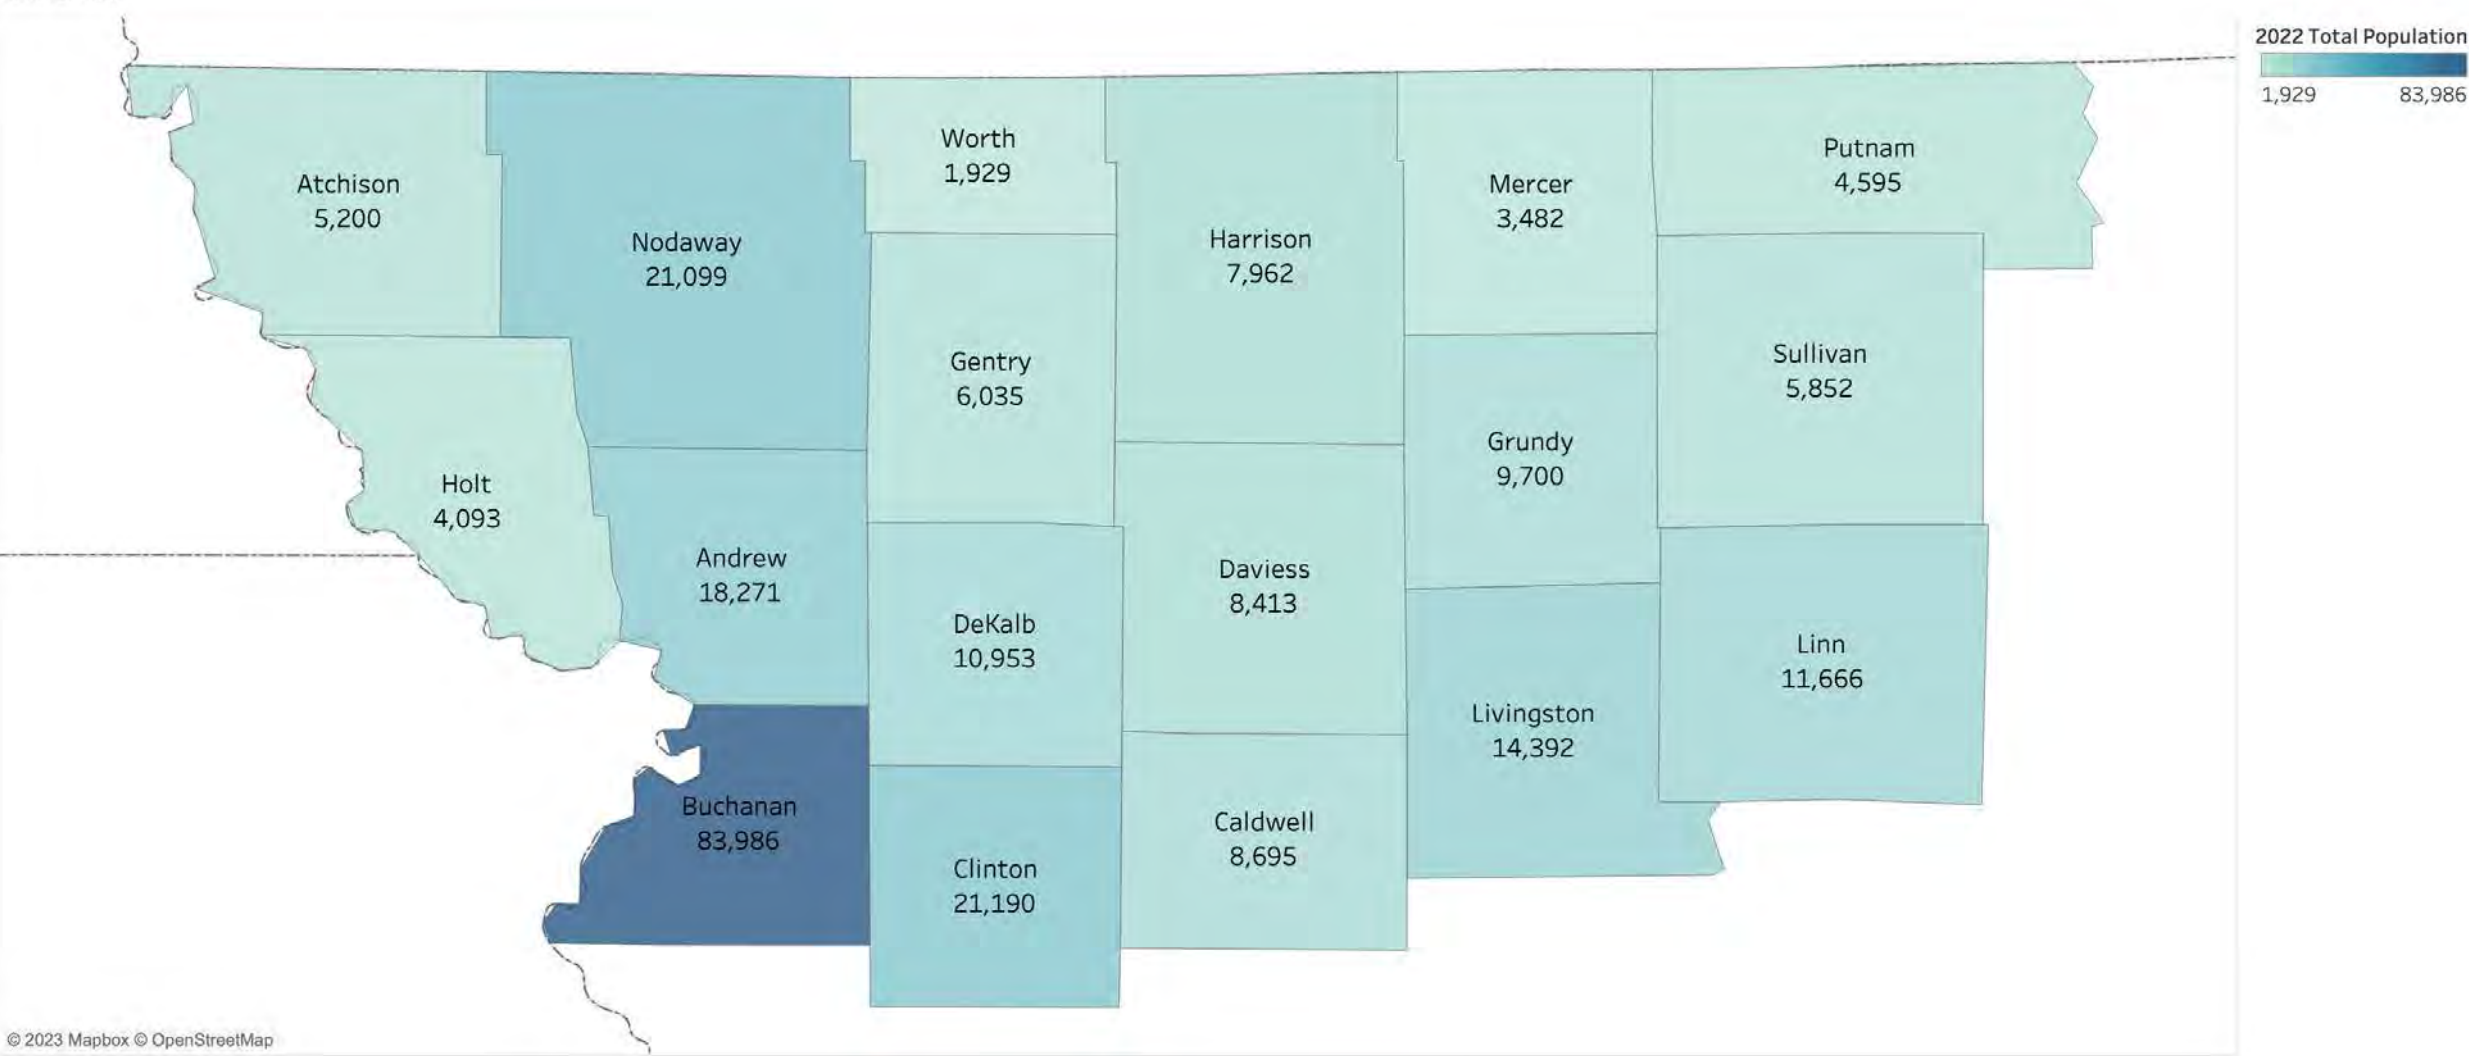 2022 Total Population
1,929 83,986
Atchison
5,200
Nodaway
21,099
Worth
1,929
Harrison
7,962
Mercer
3,482
Putnam
4,595
Gentry
6,035
Sullivan
5,852
Holt
4,093
Grundy
9,700
Andrew
18,271
DeKalb
10,953
Daviess
8,413
Linn
11,666
Livingston
14,392
Buchanan
83,986
Clinton
21,190
Caldwell
8,695
© 2023 Mapbox © OpenStreetMap